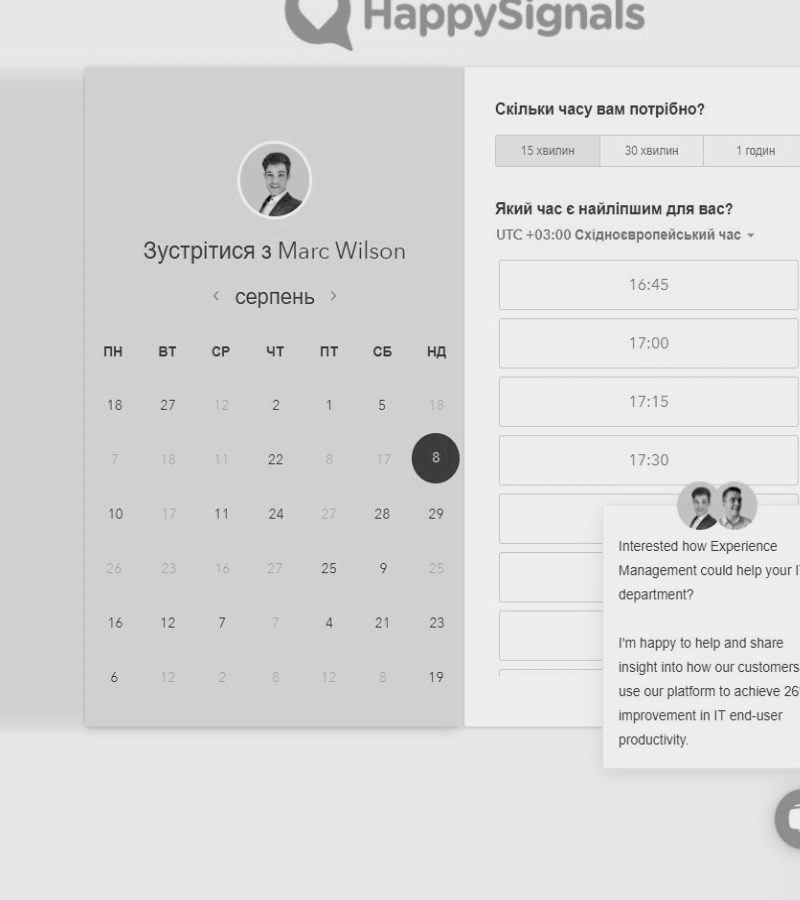 HappySignals
Зустрітися з Marc Wilson
‹ серпень ›
ПН ВТ СР ЧТ ПТ СБ НД
18 27 12 2 1 5 18
7 18 11 22 8 17 8
10 17 11 24 27 28 29
26 23 16 27 25 9 25
16 12 7 7 4 21 23
6 12 2 8 12 8 19
Скільки часу вам потрібно?
15 хвилин 30 хвилин 1 годин
Який час є найліпшим для вас?
UTC +03:00 Східноєвропейський час
16:45
17:00
17:15
17:30
Interested how Experience
Management could help your
department?
I'm happy to help and share
insight into how our customers
use our platform to achieve 26
improvement in IT end-user
productivity.